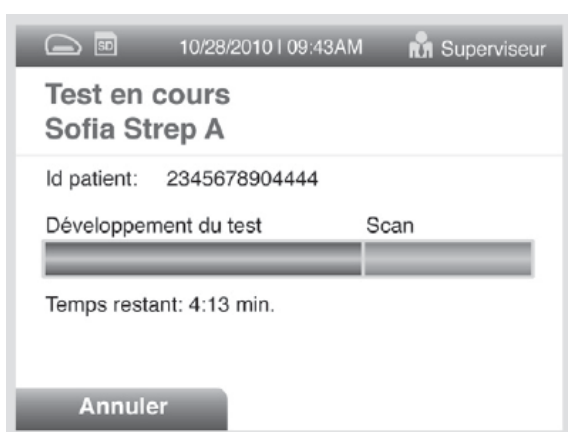 SD 10/28/2010 | 09:43AM Superviseur
Test en cours
Sofia Strep A
Id patient: 2345678904444
Développement du test Scan
Temps restant: 4:13 min.
Annuler